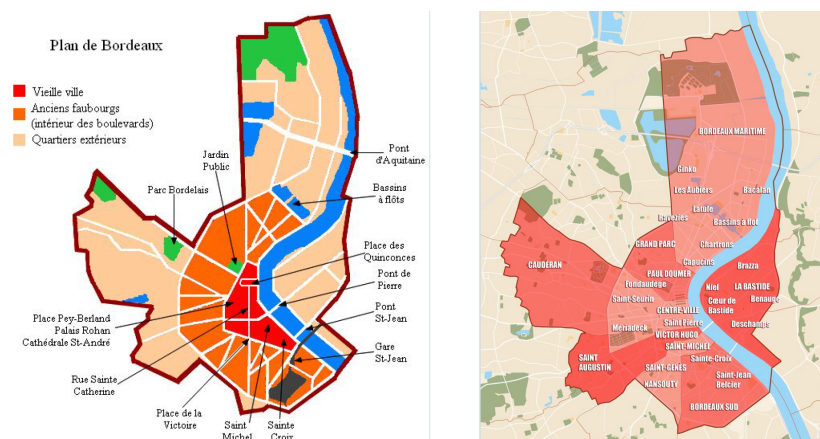 Plan de Bordeaux
Vieille ville
Anciens faubourgs
(intérieur des boulevards)
Quartiers extérieurs
Jardin
Public
Parc Bordelais
Pont
d'Aquitaine
Bassins
à flôts
Place des
Quinconces
Pont de
Pierre
Pont
St-Jean
Gare
St-Jean
Place Pey-Berland
Palais Rohan
Cathédrale St-André
Rue Sainte
Catherine
Place de la
Victoire
Saint
Michel
Sainte
Croix
BORDEAUX MARITIME
Ginko
Les Aubiers
Bacalan
Latule
Lavezies
Bassins à flot
GRAND PARC
Chartrons
CAUDERAN
Capucins
PAUL DOUMER
Brazza
Fondaudège
Niel
LA BASTIDE
Saint-Seurin
Cœur de
Bastide
Benauge
CENTRE VILLE
Saint Pierre
Deschamps
Mériadeck
VICTOR HUGO
SAINT-MICHEL
Sainte-Croix
SAINT
AUGUSTIN
SAINT-GENÈS
Saint-Jean
Belcier
NANSOUTY
BORDEAUX SUD